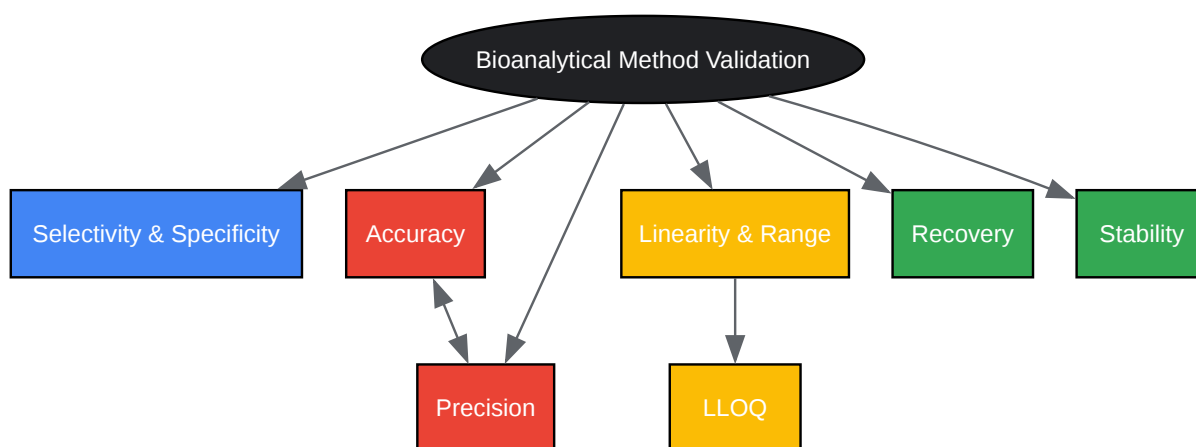 Bioanalytical Method Validation
Selectivity & Specificity
Accuracy
Linearity & Range
Recovery
Stability
Precision
LLOQ